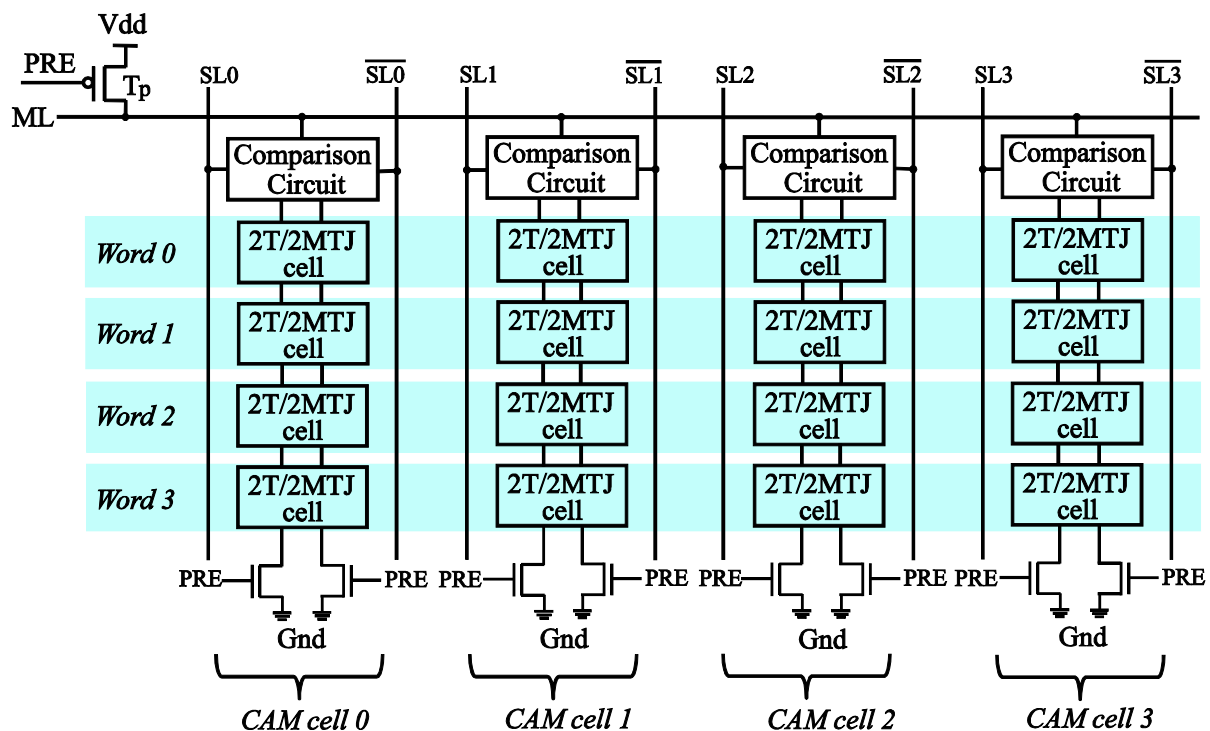 Vdd
PRE
Tp
ML
SL0 S̅L̅0̅ SL1 S̅L̅1̅ SL2 S̅L̅2̅ SL3 S̅L̅3̅
Comparison Circuit Comparison Circuit Comparison Circuit Comparison Circuit
Word 0 2T/2MTJ cell 2T/2MTJ cell 2T/2MTJ cell 2T/2MTJ cell
Word 1 2T/2MTJ cell 2T/2MTJ cell 2T/2MTJ cell 2T/2MTJ cell
Word 2 2T/2MTJ cell 2T/2MTJ cell 2T/2MTJ cell 2T/2MTJ cell
Word 3 2T/2MTJ cell 2T/2MTJ cell 2T/2MTJ cell 2T/2MTJ cell
PRE PRE PRE PRE PRE PRE PRE PRE
Gnd Gnd Gnd Gnd
CAM cell 0 CAM cell 1 CAM cell 2 CAM cell 3